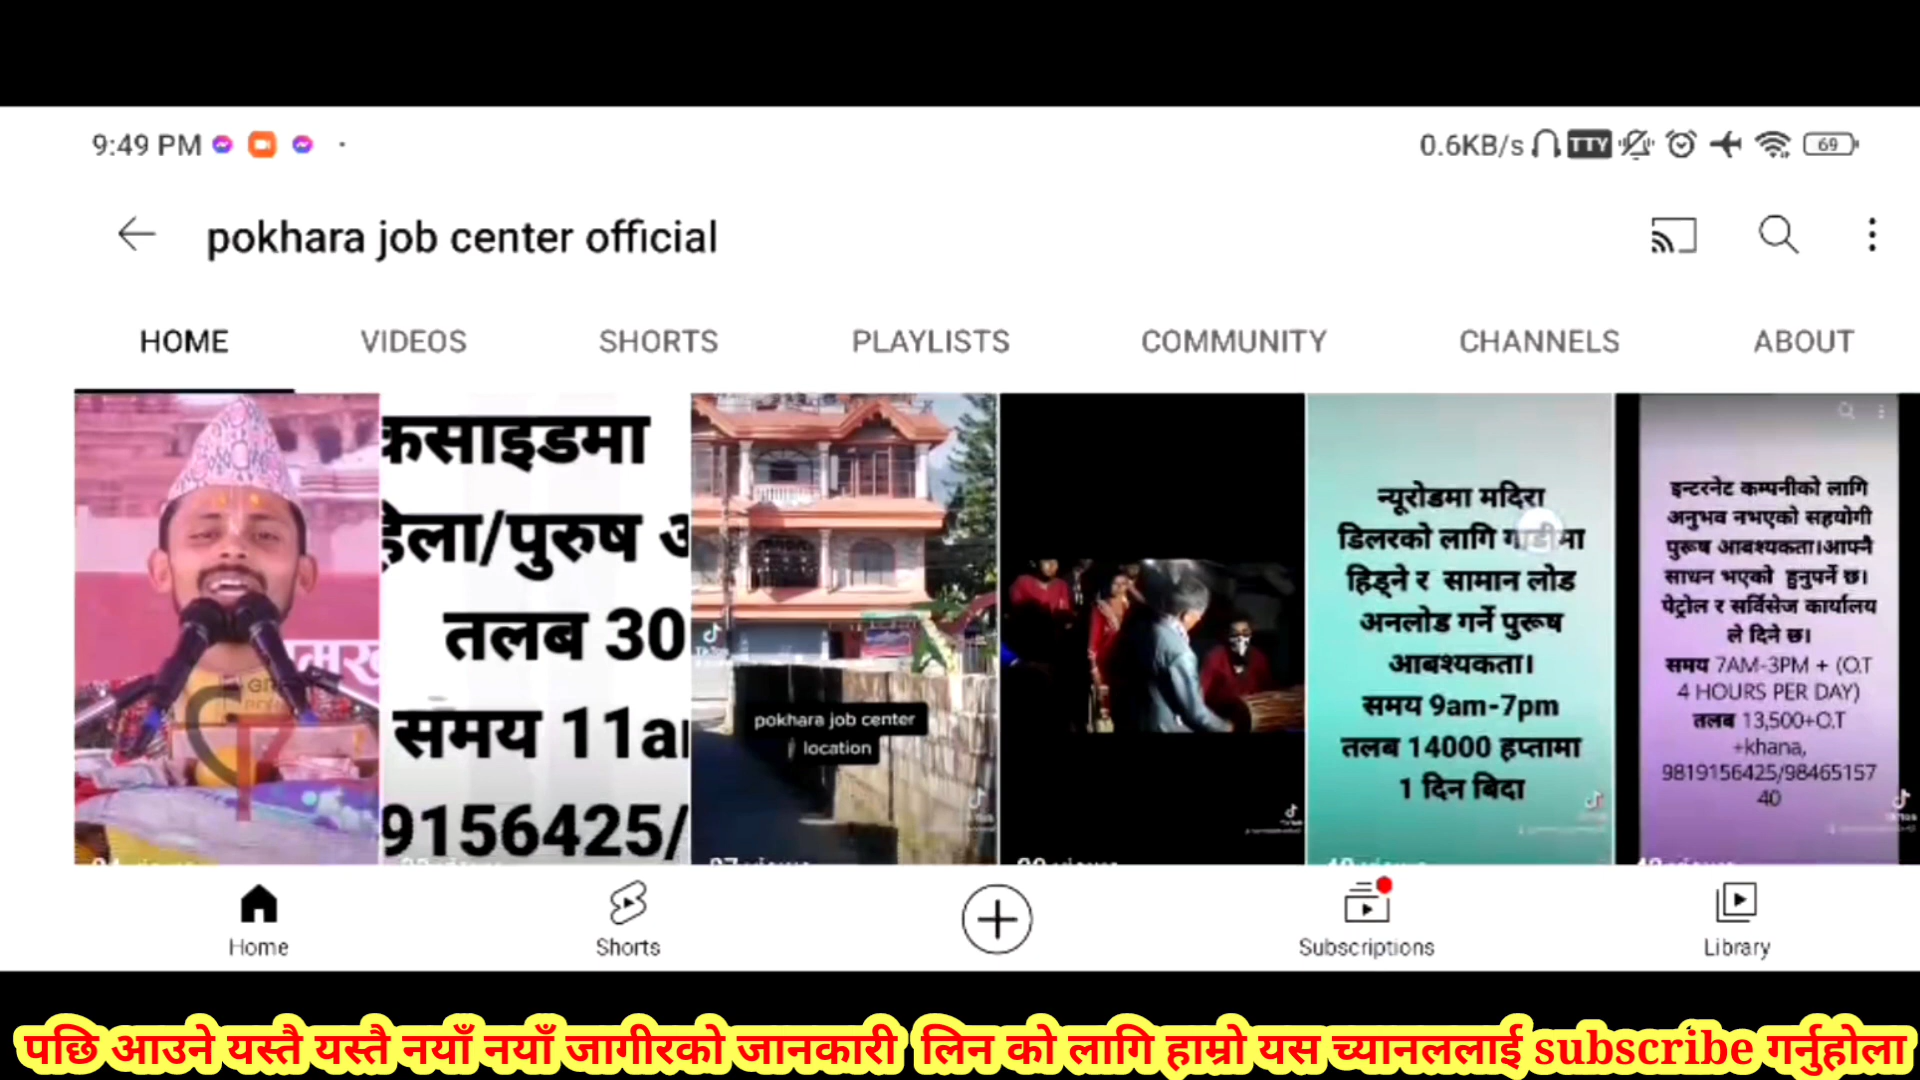 9:49 PM
0.6KB/s TTY 69
pokhara job center official
HOME VIDEOS SHORTS PLAYLISTS COMMUNITY CHANNELS ABOUT
कसाइडमा
हिला/पुरुष
तलब 30
समय 11a
9156425/
pokhara job center
location
न्यूरोडमा मदिरा
डिलरको लागि गाडीमा
हिड्ने र सामान लोड
अनलोड गर्ने पुरूष
आबश्यकता।
समय 9am-7pm
तलब 14000 हप्तामा
1 दिन बिदा
इन्टरनेट कम्पनीको लागि
अनुभव नभएको सहयोगी
पुरूष आबश्यकता।आफ्नै
साधन भएको हुनुपर्ने छ।
पेट्रोल र सर्विसेज कार्यालय
ले दिने छ।
समय 7AM-3PM + (O.T
4 HOURS PER DAY)
तलब 13,500+O.T
+khana,
9819156425/98465157
40
Home Shorts Subscriptions Library
पछि आउने यस्तै यस्तै नयाँ नयाँ जागीरको जानकारी लिन को लागि हाम्रो यस च्यानललाई subscribe गर्नुहोला